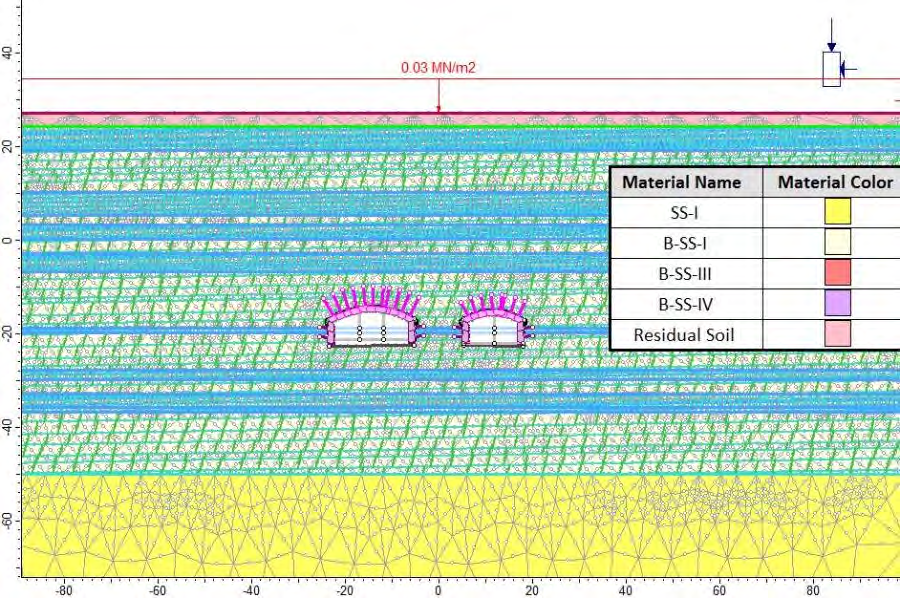 0.03 MN/m2
Material Name Material Color
SS-I
B-SS-I
B-SS-III
B-SS-IV
Residual Soil
40
20
0
-20
-40
-60
-80 -60 -40 -20 0 20 40 60 80